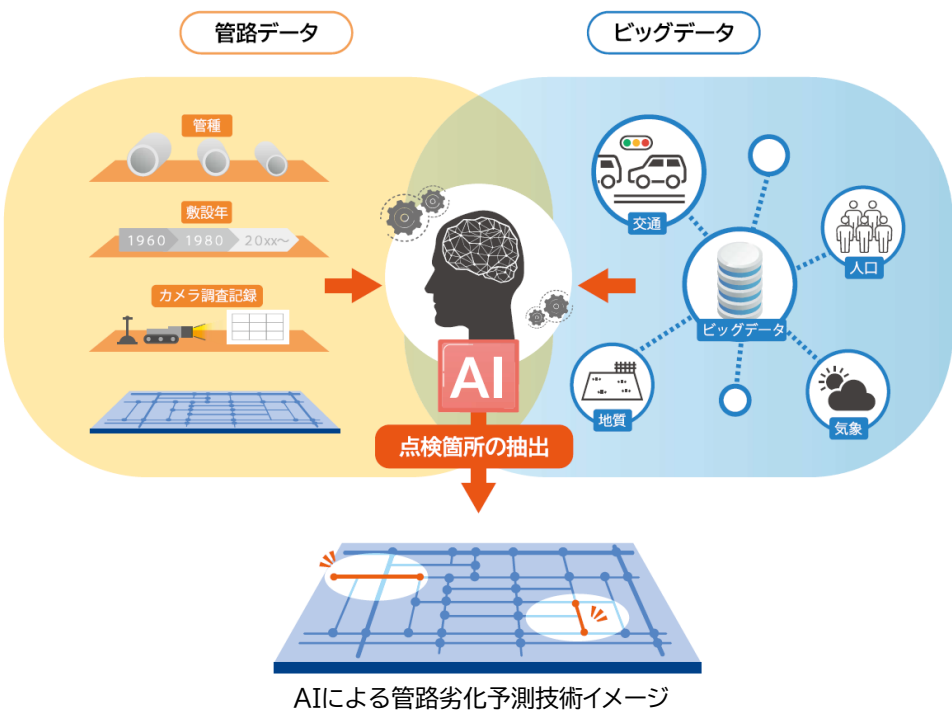 管路データ
ビッグデータ
管種
敷設年
1960 1980 20xx～
カメラ調査記録
交通
人口
ビッグデータ
地質
気象
AI
点検箇所の抽出
AIによる管路劣化予測技術イメージ